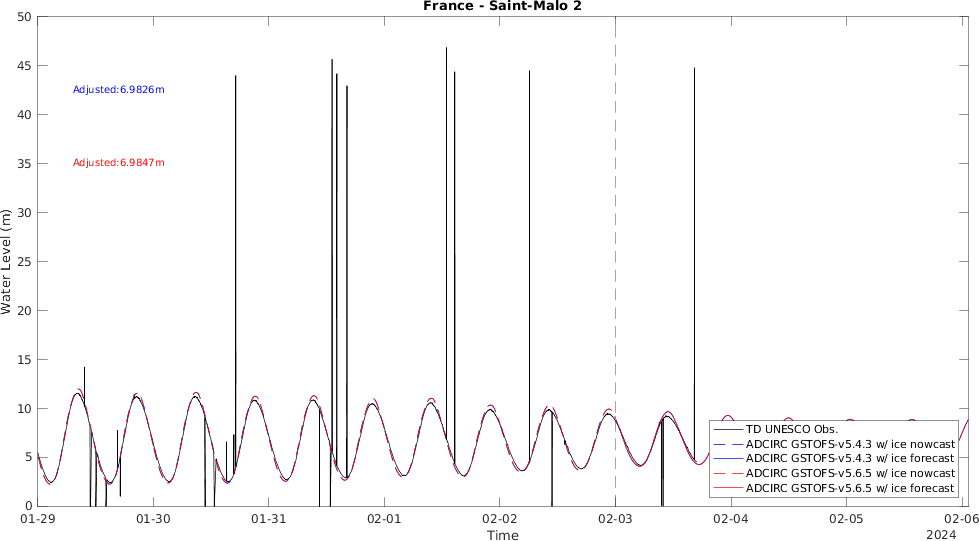 France - Saint-Malo 2
50
45
40
35
30
25
20
15
10
5
0
Water Level (m)
Adjusted:6.9826m
Adjusted:6.9847m
TD UNESCO Obs.
ADCIRC GSTOFS-v5.4.3 w/ ice nowcast
ADCIRC GSTOFS-v5.4.3 w/ ice forecast
ADCIRC GSTOFS-v5.6.5 w/ ice nowcast
ADCIRC GSTOFS-v5.6.5 w/ ice forecast
01-29 01-30 01-31 02-01 02-02 02-03 02-04 02-05 02-06
Time
2024